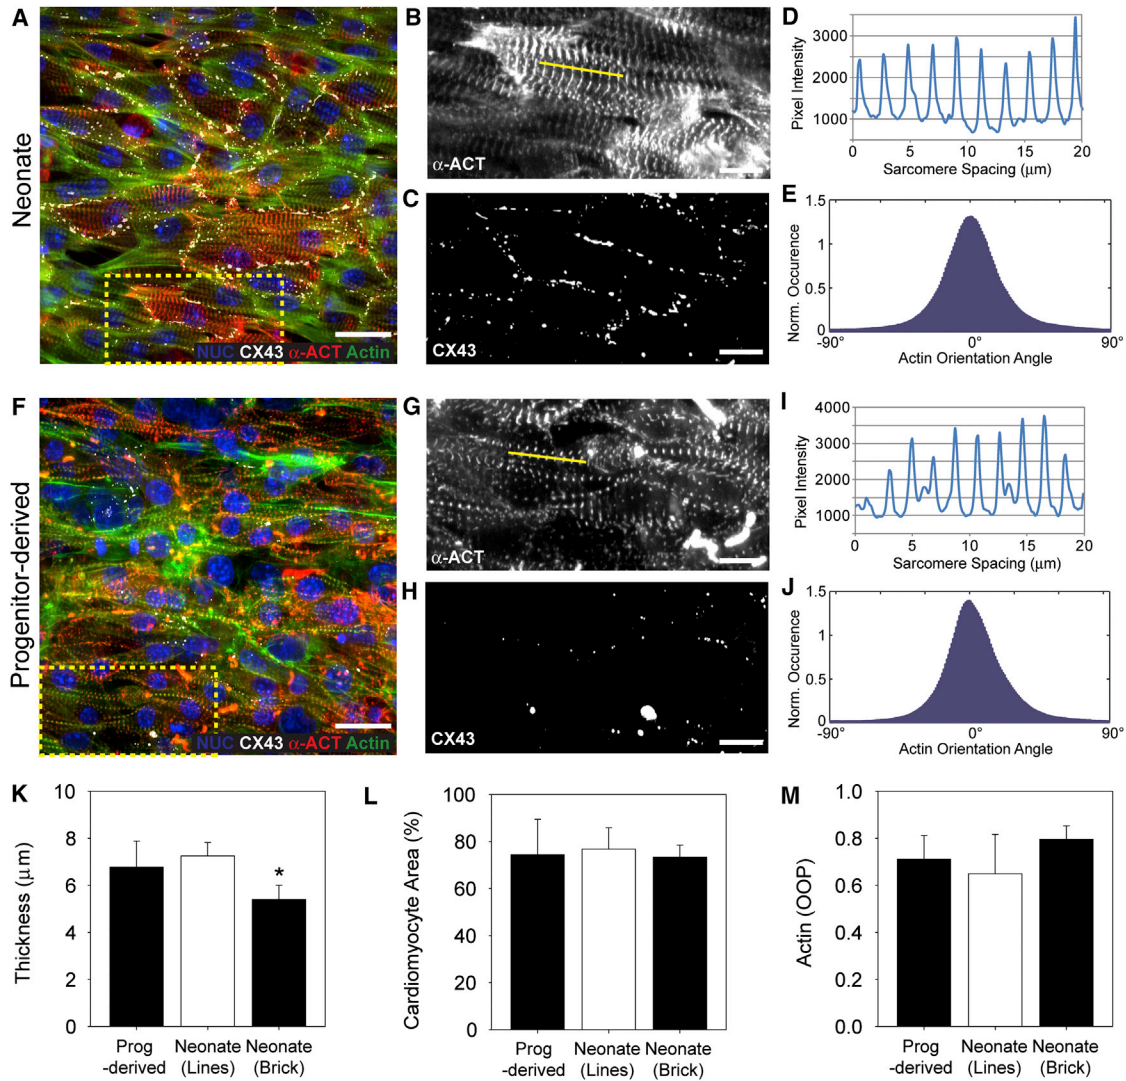 A
Neonate
NUC CX43 α-ACT Actin
B
α-ACT
C
CX43
D
Pixel Intensity
3000
2000
1000
0 5 10 15 20
Sarcomere Spacing (μm)
E
Norm. Occurence
1.5
1
0.5
0
-90° 0° 90°
Actin Orientation Angle
F
Progenitor-derived
NUC CX43 α-ACT Actin
G
α-ACT
H
CX43
I
Pixel Intensity
4000
3000
2000
1000
0 5 10 15 20
Sarcomere Spacing (μm)
J
Norm. Occurence
1.5
1
0.5
0
-90° 0° 90°
Actin Orientation Angle
K
Thickness (μm)
10
8
6
4
2
0
*
Prog -derived
Neonate (Lines)
Neonate (Brick)
L
Cardiomyocyte Area (%)
100
80
60
40
20
0
Prog -derived
Neonate (Lines)
Neonate (Brick)
M
Actin (OOP)
1.0
0.8
0.6
0.4
0.2
0.0
Prog -derived
Neonate (Lines)
Neonate (Brick)